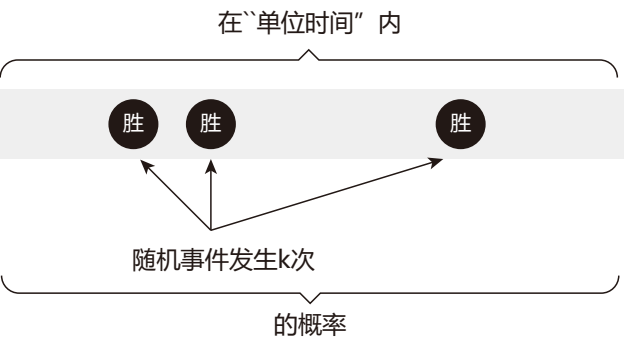 在``单位时间”内
胜 胜 胜
随机事件发生k次
的概率